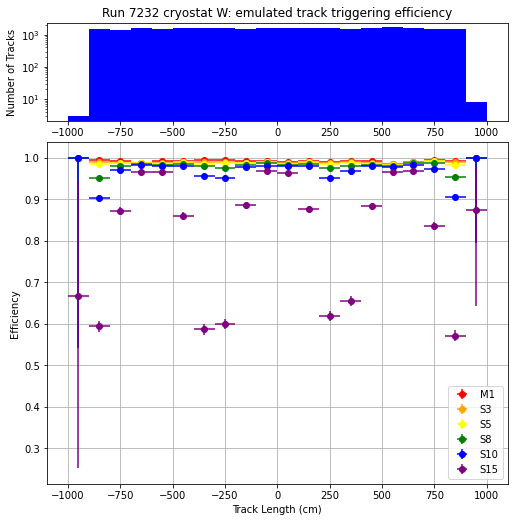 Run 7232 cryostat W: emulated track triggering efficiency
Number of Tracks
10³
10²
10¹
−1000 −750 −500 −250 0 250 500 750 1000
Efficiency
1.0
0.9
0.8
0.7
0.6
0.5
0.4
0.3
M1
S3
S5
S8
S10
S15
−1000 −750 −500 −250 0 250 500 750 1000
Track Length (cm)